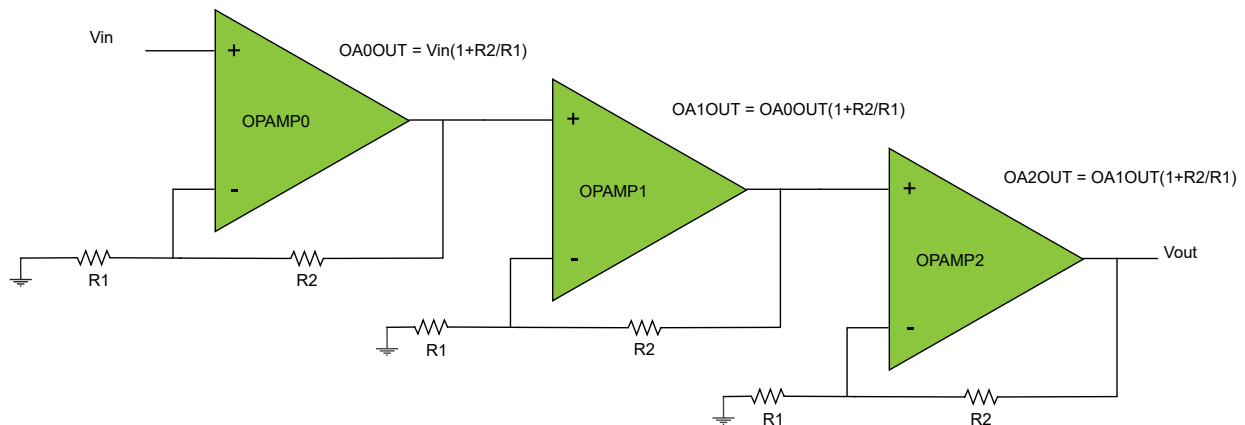 Vin
+
OA0OUT = Vin(1+R2/R1)
OPAMP0
-
R1
R2
+
OA1OUT = OA0OUT(1+R2/R1)
OPAMP1
-
R1
R2
+
OA2OUT = OA1OUT(1+R2/R1)
OPAMP2
Vout
-
R1
R2